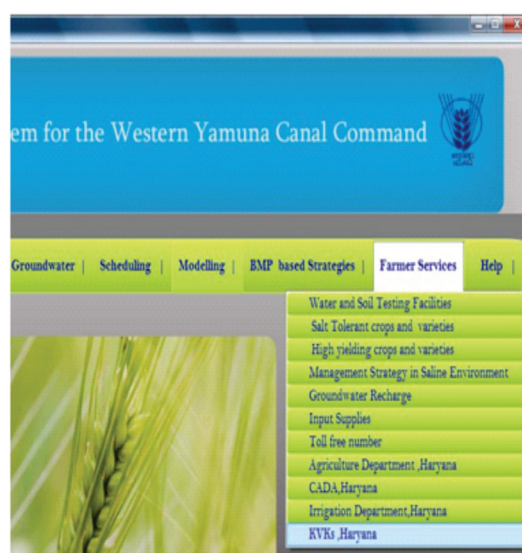 em for the Western Yamuna Canal Command
Groundwater | Scheduling | Modelling | BMP based Strategies | Farmer Services Help |
Water and Soil Testing Facilities
Salt Tolerant crops and varieties
High yielding crops and varieties
Management Strategy in Saline Environment
Groundwater Recharge
Input Supplies
Toll free number
Agriculture Department ,Haryana
CADA,Haryana
Irrigation Department,Haryana
KVKs ,Haryana